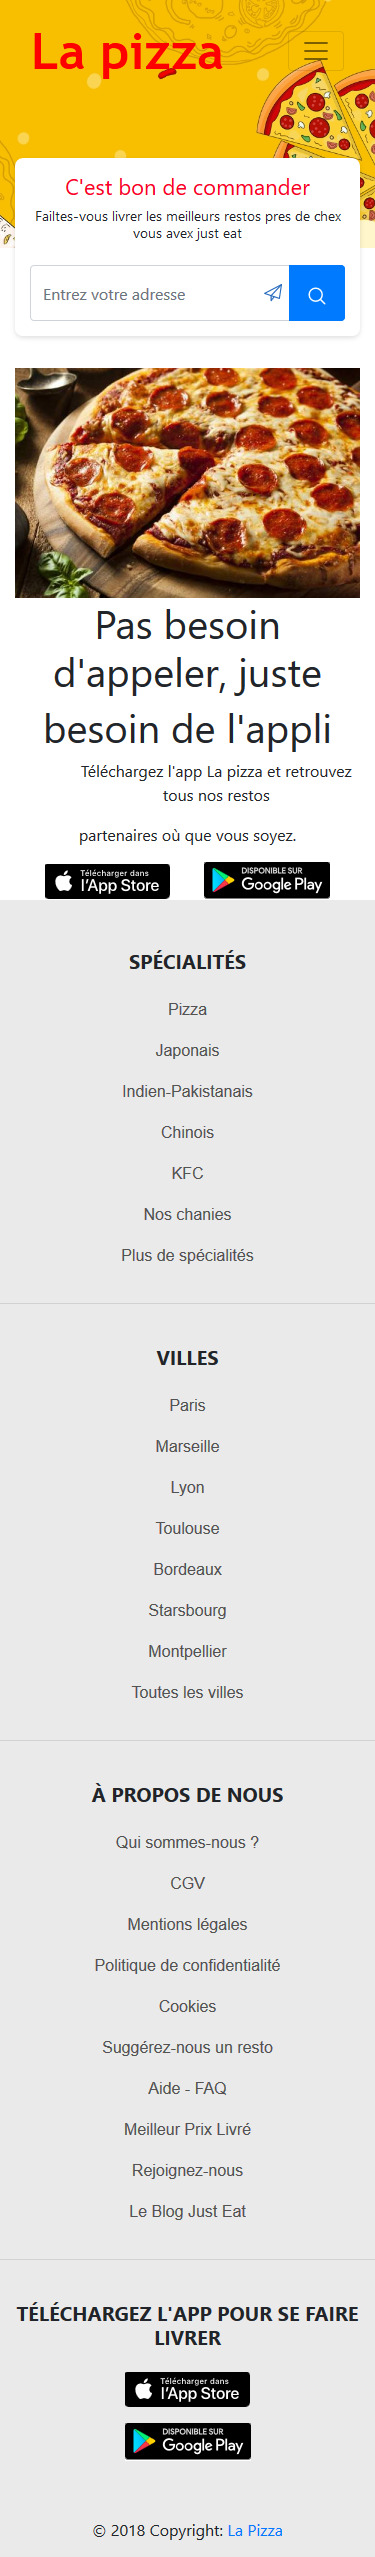 La pizza
C'est bon de commander
Failtes-vous livrer les meilleurs restos pres de chex
vous avex just eat
Entrez votre adresse
Pas besoin
d'appeler, juste
besoin de l'appli
Téléchargez l'app La pizza et retrouvez
tous nos restos
partenaires où que vous soyez.
Télécharger dans
l'App Store
DISPONIBLE SUR
Google Play
SPÉCIALITÉS
Pizza
Japonais
Indien-Pakistanais
Chinois
KFC
Nos chanies
Plus de spécialités
VILLES
Paris
Marseille
Lyon
Toulouse
Bordeaux
Starsbourg
Montpellier
Toutes les villes
À PROPOS DE NOUS
Qui sommes-nous ?
CGV
Mentions légales
Politique de confidentialité
Cookies
Suggérez-nous un resto
Aide - FAQ
Meilleur Prix Livré
Rejoignez-nous
Le Blog Just Eat
TÉLÉCHARGEZ L'APP POUR SE FAIRE
LIVRER
Télécharger dans
l'App Store
DISPONIBLE SUR
Google Play
© 2018 Copyright: La Pizza